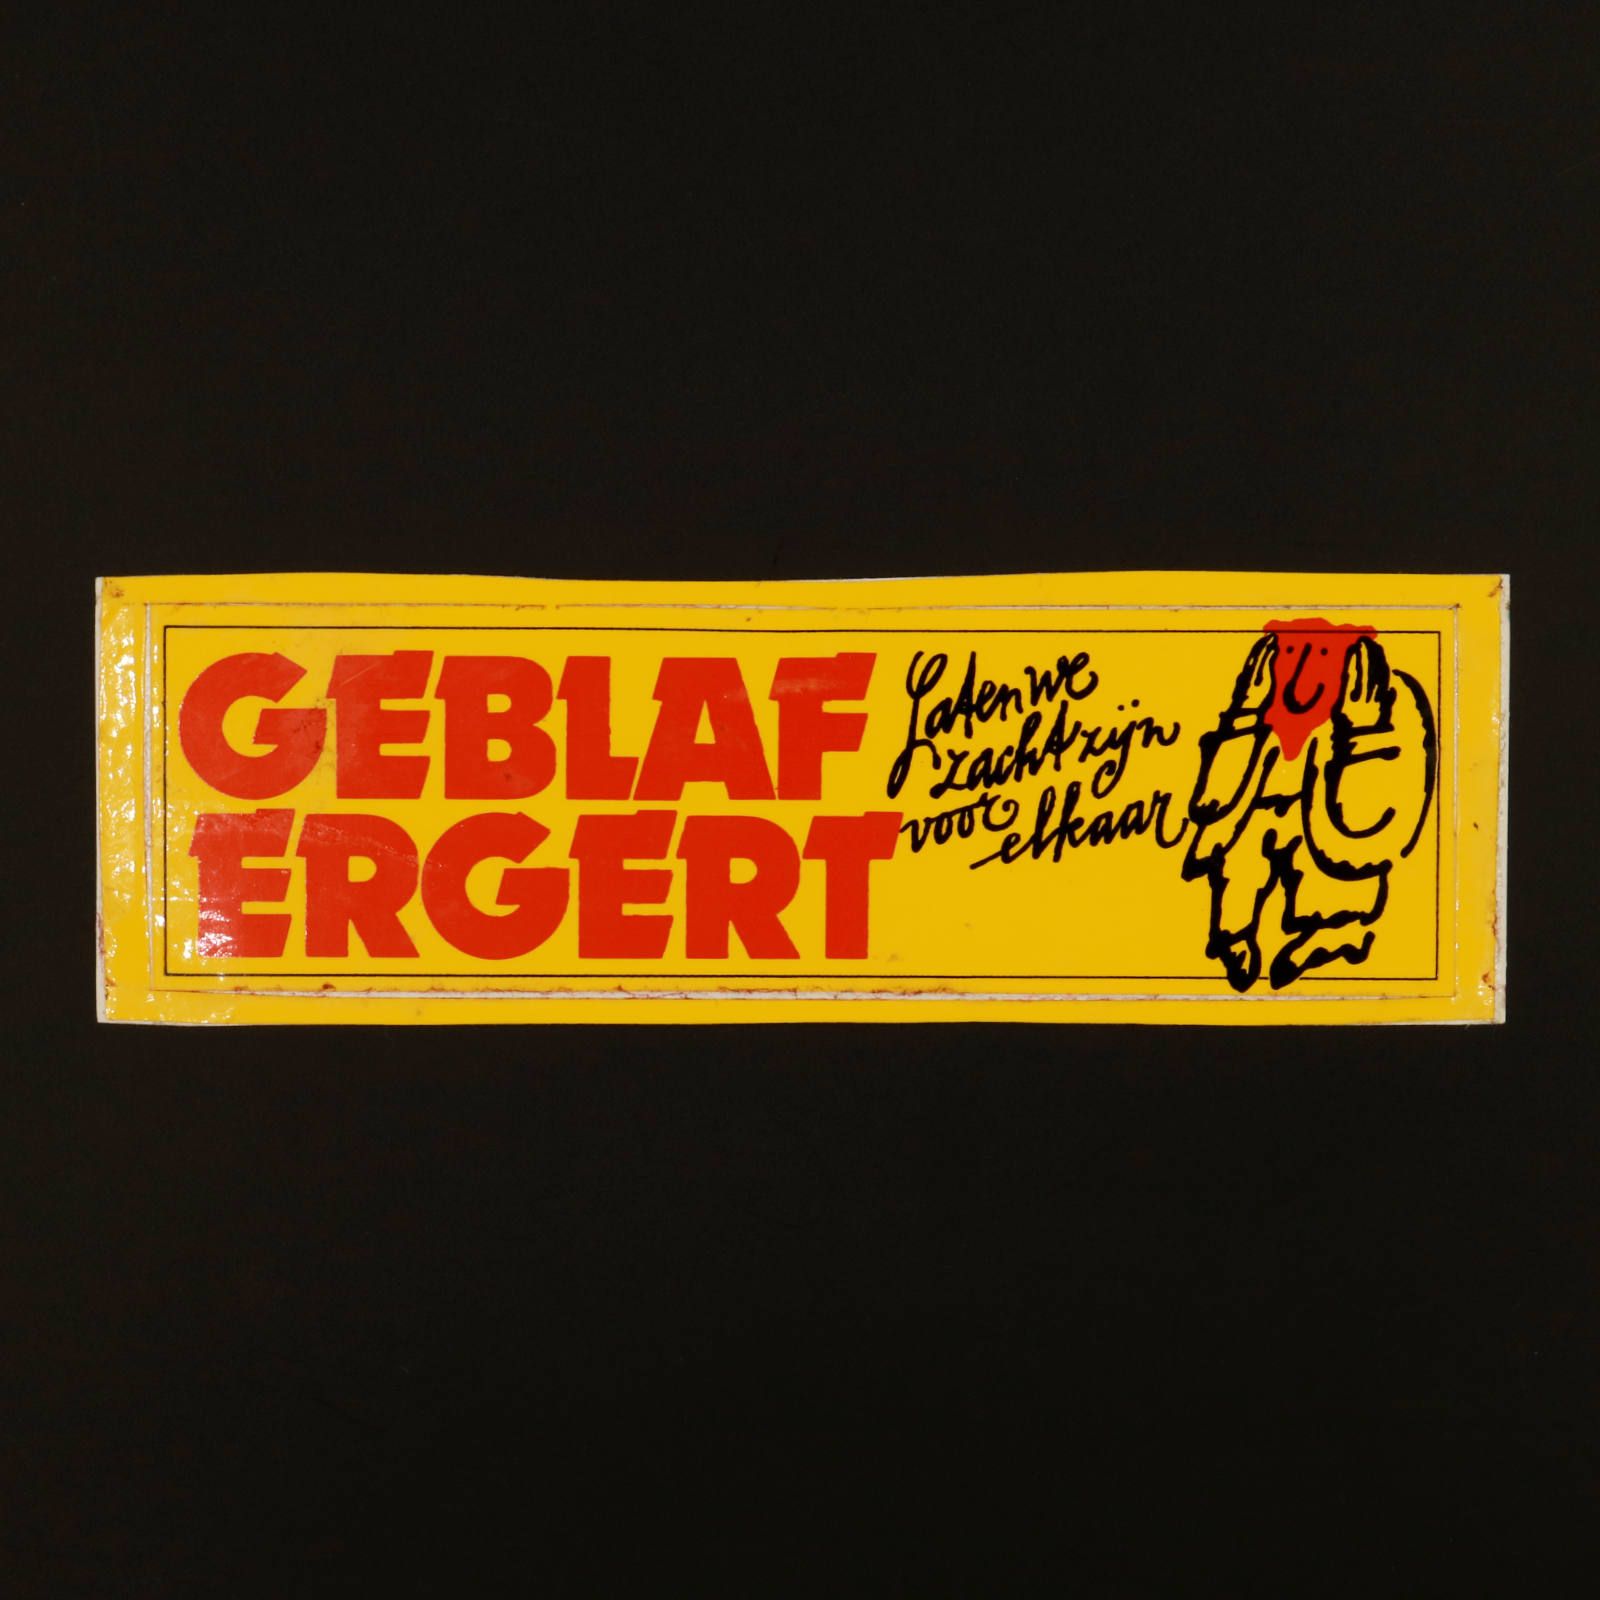 GEBLAF
ERGERT
Laten we
zacht zijn
voor
elkaar